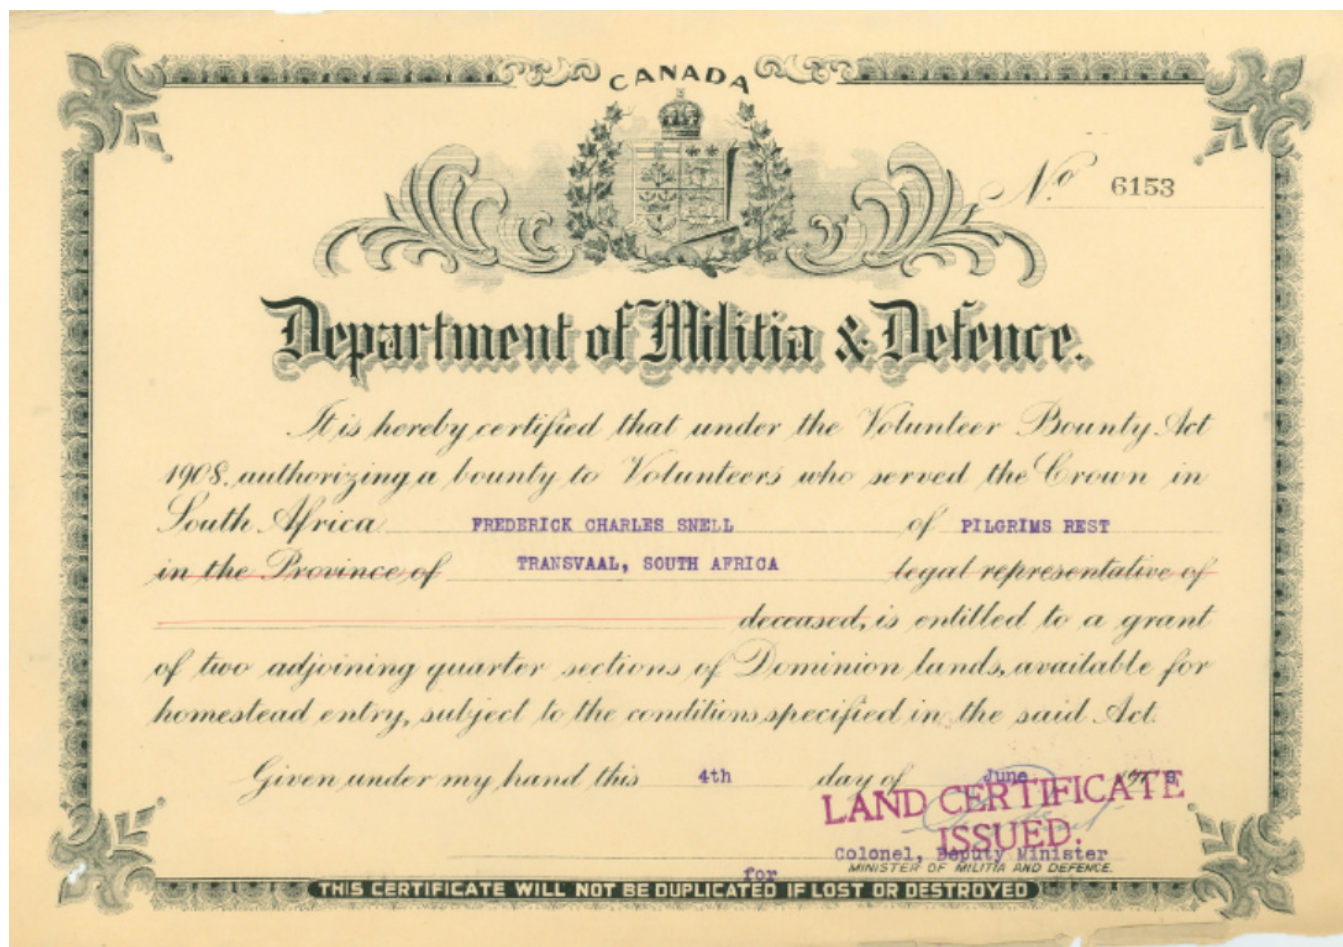 CANADA
No 6153
Department of Militia & Defence.
It is hereby certified that under the Volunteer Bounty Act
1908, authorizing a bounty to Volunteers who served the Crown in
South Africa FREDERICK CHARLES SNELL of PILGRIMS REST
in the Province of TRANSVAAL, SOUTH AFRICA legal representative of
deceased, is entitled to a grant
of two adjoining quarter sections of Dominion lands, available for
homestead entry, subject to the conditions specified in the said Act.
Given under my hand this 4th day of June
LAND CERTIFICATE
ISSUED:
Colonel, Deputy Minister
for MINISTER OF MILITIA AND DEFENCE.
THIS CERTIFICATE WILL NOT BE DUPLICATED IF LOST OR DESTROYED